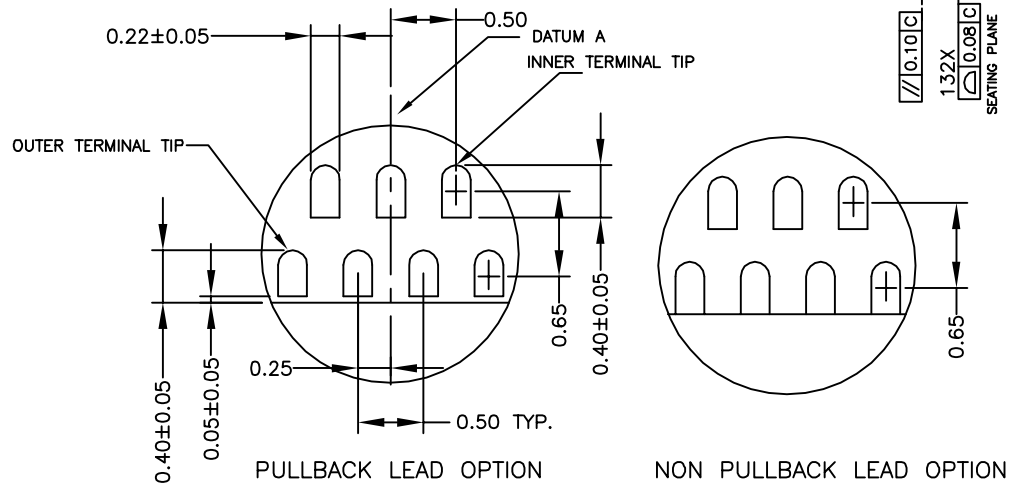 0.50
0.22±0.05
DATUM A
INNER TERMINAL TIP
OUTER TERMINAL TIP
0.65
0.40±0.05
0.40±0.05
0.05±0.05
0.25
0.50 TYP.
PULLBACK LEAD OPTION
// 0.10 C
132X
⌓ 0.08 C
SEATING PLANE
0.65
NON PULLBACK LEAD OPTION